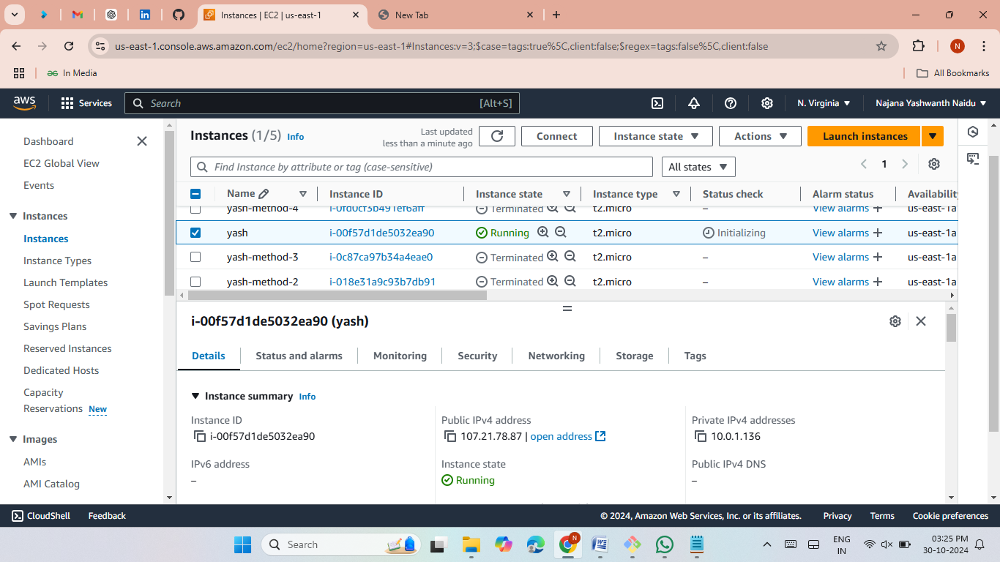 Instances | EC2 | us-east-1
New Tab
us-east-1.console.aws.amazon.com/ec2/home?region=us-east-1#Instances:v=3;$case=tags:true%5C,client:false;$regex=tags:false%5C,client:false
N
In Media
All Bookmarks
aws
Services
Search
[Alt+S]
N. Virginia
Najana Yashwanth Naidu
Dashboard
EC2 Global View
Events
Instances
Instances
Instance Types
Launch Templates
Spot Requests
Savings Plans
Reserved Instances
Dedicated Hosts
Capacity
Reservations New
Images
AMIs
AMI Catalog
Instances (1/5) Info
Last updated
less than a minute ago
Connect
Instance state
Actions
Launch instances
Find Instance by attribute or tag (case-sensitive)
All states
1
Name Instance ID Instance state Instance type Status check Alarm status Availability
yash-method-4 i-0fd0cf3b491ef6aff Terminated t2.micro – View alarms + us-east-1a
yash i-00f57d1de5032ea90 Running t2.micro Initializing View alarms + us-east-1a
yash-method-3 i-0c87ca97b34a4eae0 Terminated t2.micro – View alarms + us-east-1a
yash-method-2 i-018e31a9c93b7db91 Terminated t2.micro – View alarms + us-east-1a
i-00f57d1de5032ea90 (yash)
Details Status and alarms Monitoring Security Networking Storage Tags
Instance summary Info
Instance ID
i-00f57d1de5032ea90
Public IPv4 address
107.21.78.87 | open address
Private IPv4 addresses
10.0.1.136
IPv6 address
–
Instance state
Running
Public IPv4 DNS
–
CloudShell
Feedback
© 2024, Amazon Web Services, Inc. or its affiliates.
Privacy
Terms
Cookie preferences
Search
N
ENG
IN
03:25 PM
30-10-2024